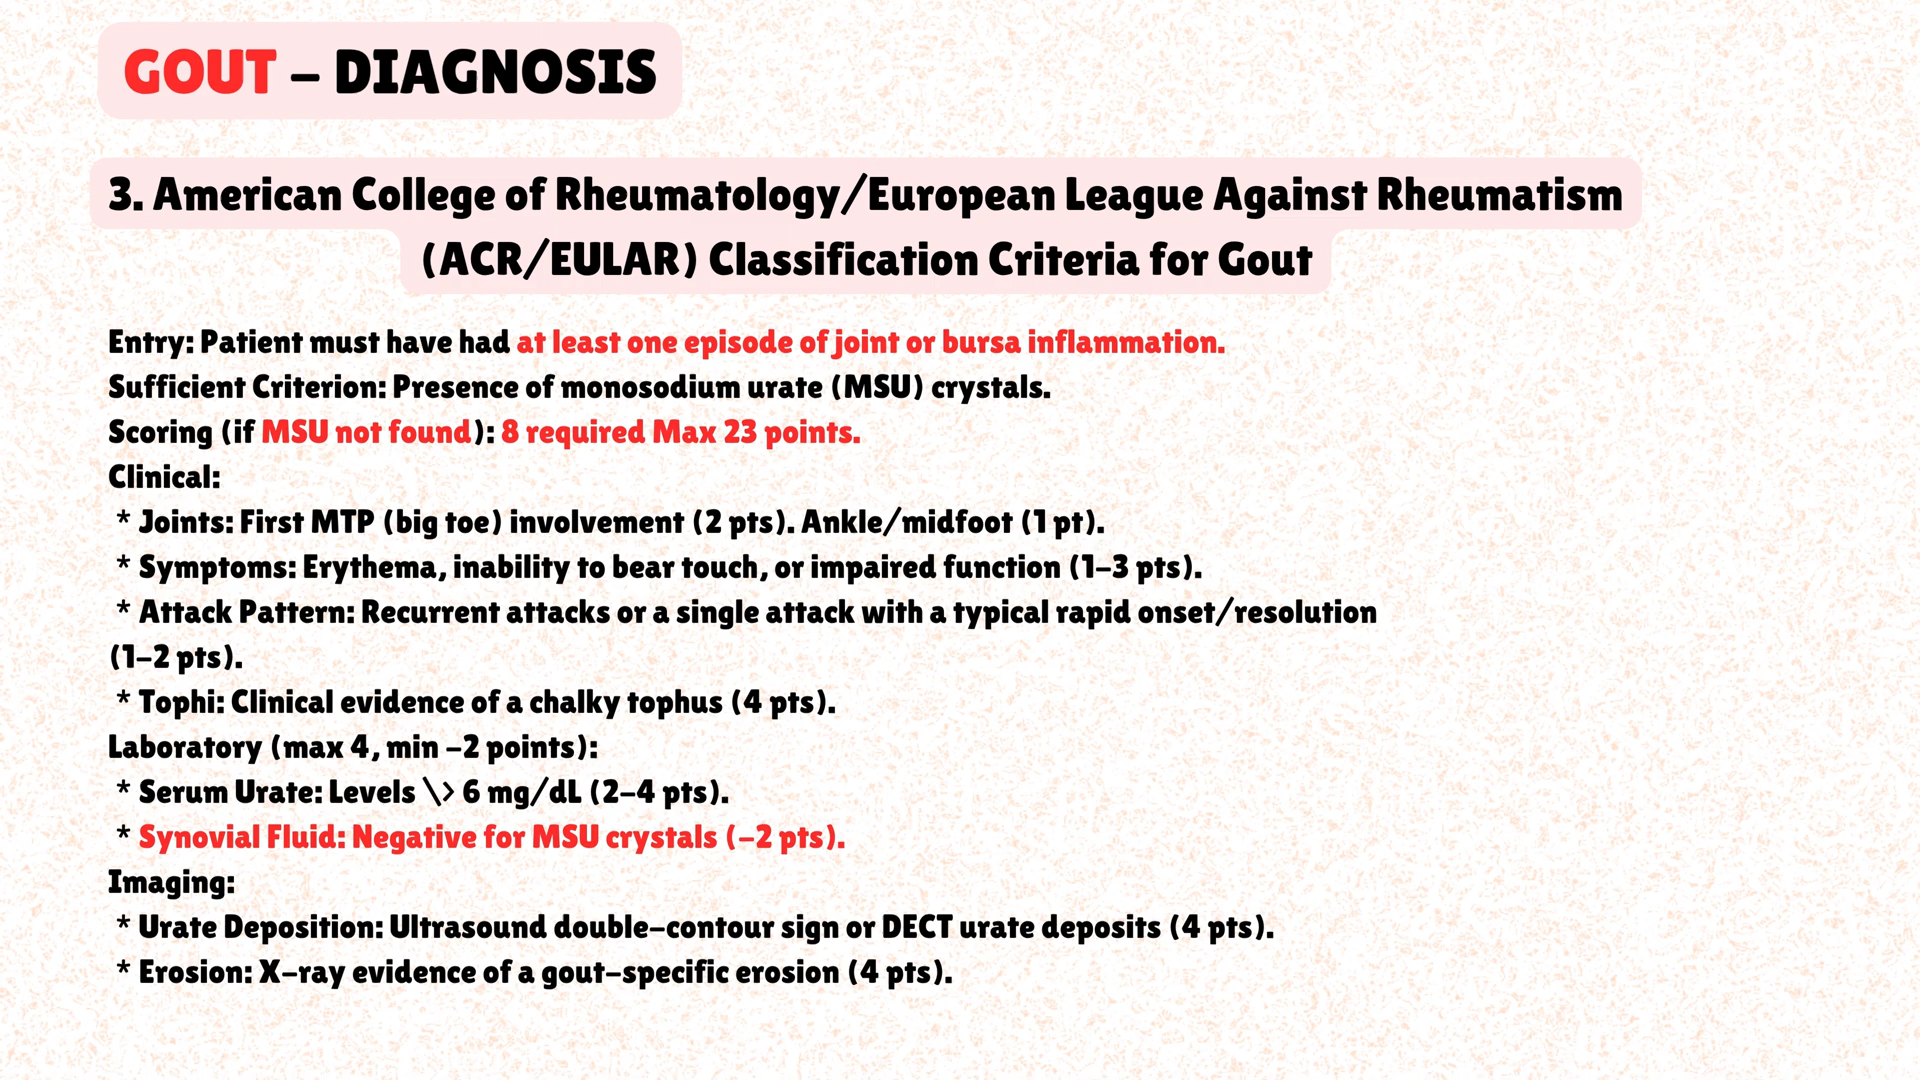 GOUT – DIAGNOSIS
3. American College of Rheumatology/European League Against Rheumatism
(ACR/EULAR) Classification Criteria for Gout
Entry: Patient must have had at least one episode of joint or bursa inflammation.
Sufficient Criterion: Presence of monosodium urate (MSU) crystals.
Scoring (if MSU not found): 8 required Max 23 points.
Clinical:
* Joints: First MTP (big toe) involvement (2 pts). Ankle/midfoot (1 pt).
* Symptoms: Erythema, inability to bear touch, or impaired function (1-3 pts).
* Attack Pattern: Recurrent attacks or a single attack with a typical rapid onset/resolution
(1-2 pts).
* Tophi: Clinical evidence of a chalky tophus (4 pts).
Laboratory (max 4, min -2 points):
* Serum Urate: Levels \> 6 mg/dL (2-4 pts).
* Synovial Fluid: Negative for MSU crystals (-2 pts).
Imaging:
* Urate Deposition: Ultrasound double-contour sign or DECT urate deposits (4 pts).
* Erosion: X-ray evidence of a gout-specific erosion (4 pts).